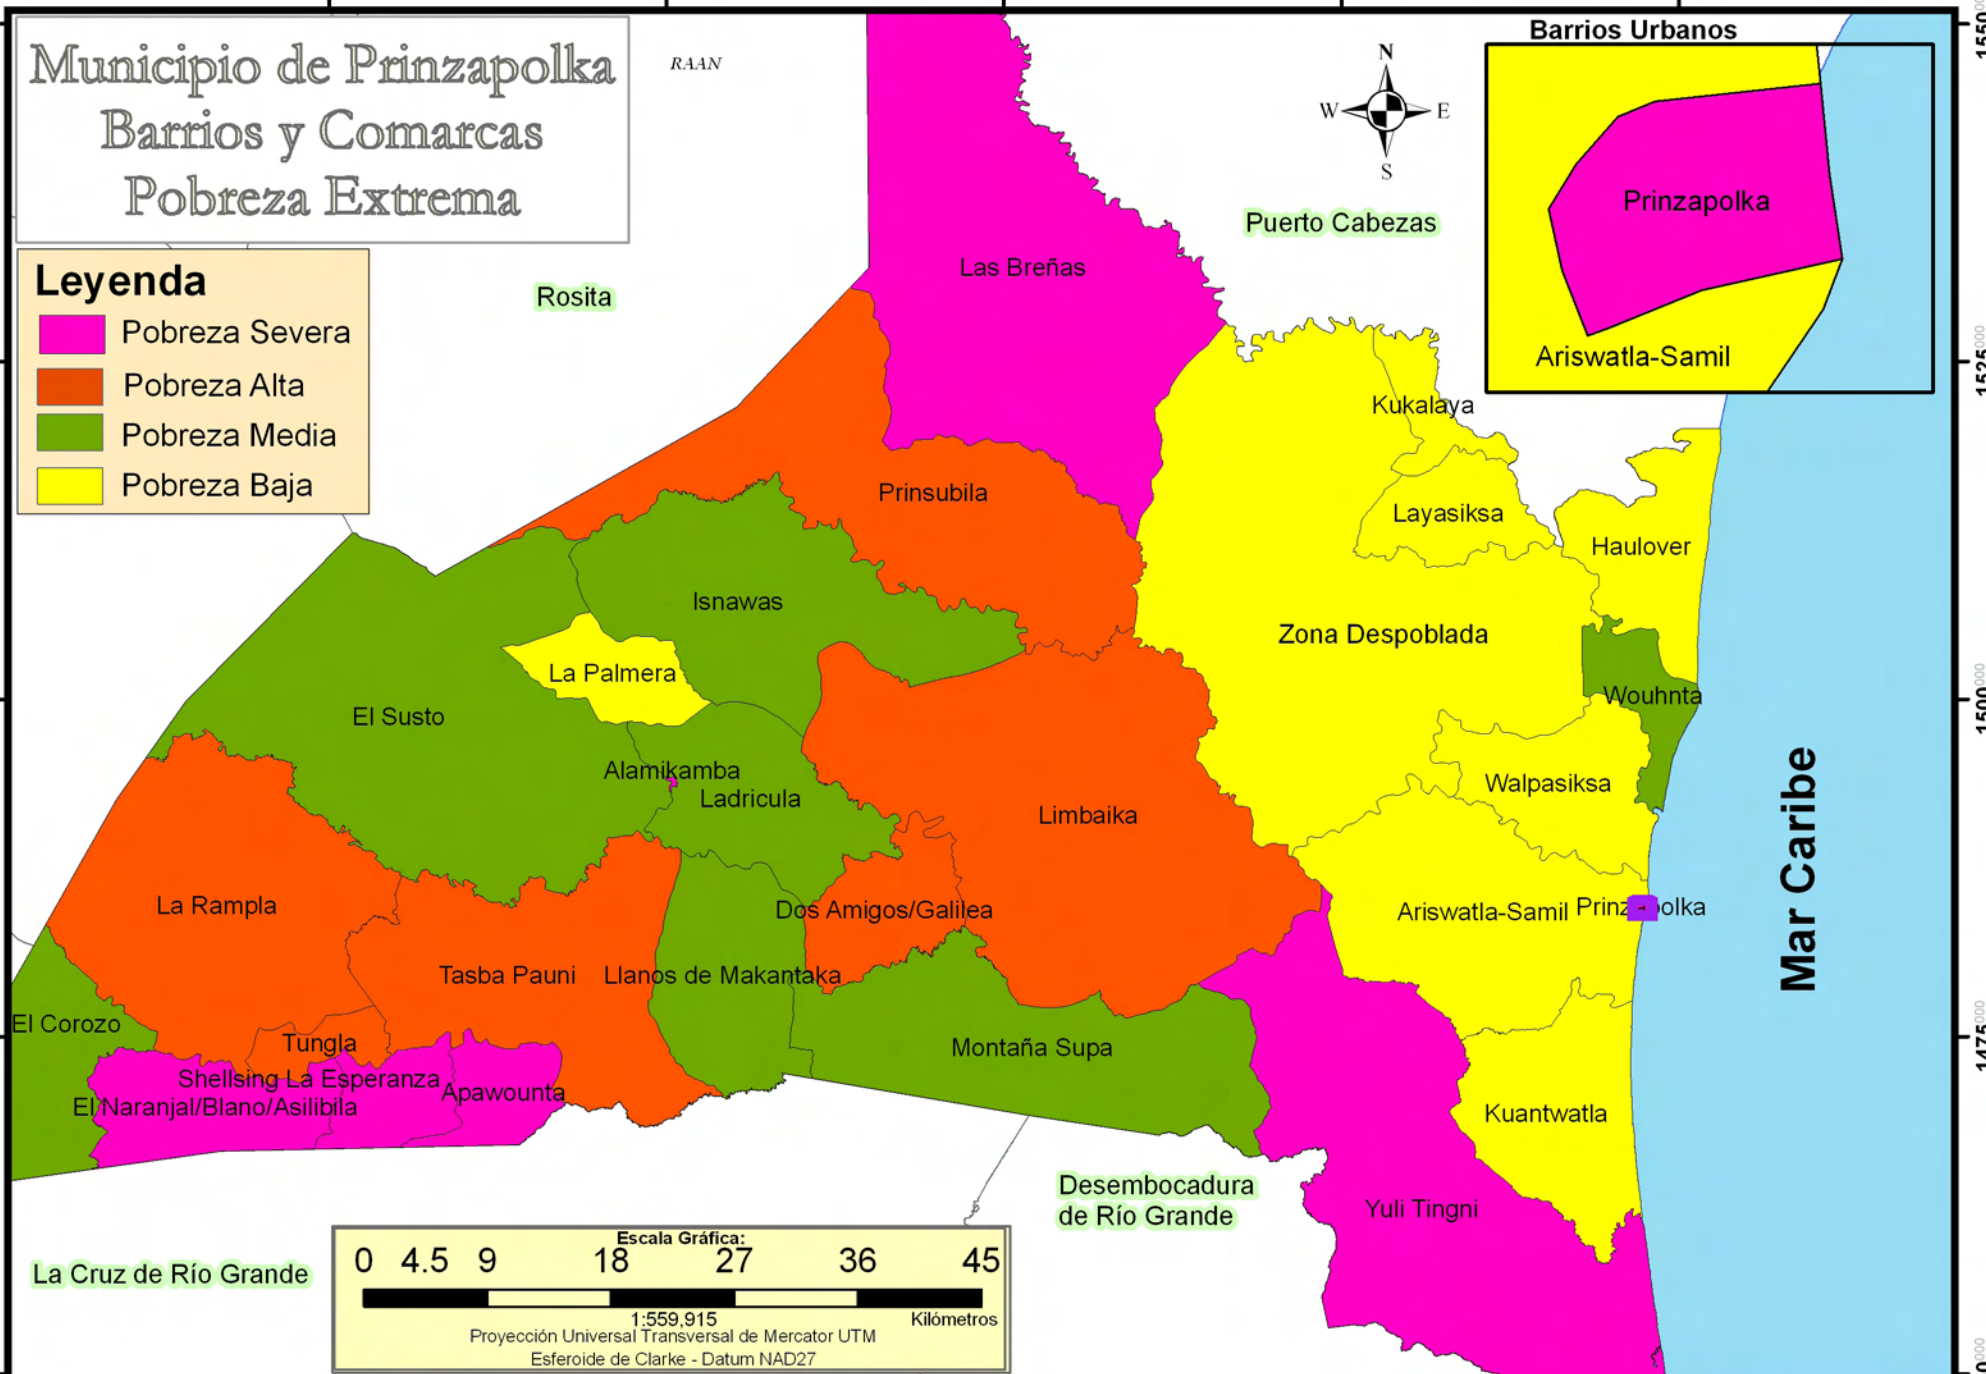 Municipio de Prinzapolka
Barrios y Comarcas
Pobreza Extrema
RAAN
N
W
E
S
Barrios Urbanos
Prinzapolka
Ariswatla-Samil
Leyenda
Pobreza Severa
Pobreza Alta
Pobreza Media
Pobreza Baja
Rosita
Puerto Cabezas
Las Breñas
Kukalaya
Prinsubila
Layasiksa
Haulover
Isnawas
Zona Despoblada
La Palmera
Wouhnta
El Susto
Alamikamba
Ladricula
Walpasiksa
Limbaika
Mar Caribe
La Rampla
Dos Amigos/Galilea
Ariswatla-Samil
Tasba Pauni
Llanos de Makantaka
El Corozo
Tungla
Montaña Supa
Shellsing La Esperanza
Apawounta
El Naranjal/Blano/Asilibila
Kuantwatla
Desembocadura
de Río Grande
Yuli Tingni
La Cruz de Río Grande
Escala Gráfica:
0 4.5 9 18 27 36 45
1:559,915
Kilómetros
Proyección Universal Transversal de Mercator UTM
Esferoide de Clarke - Datum NAD27